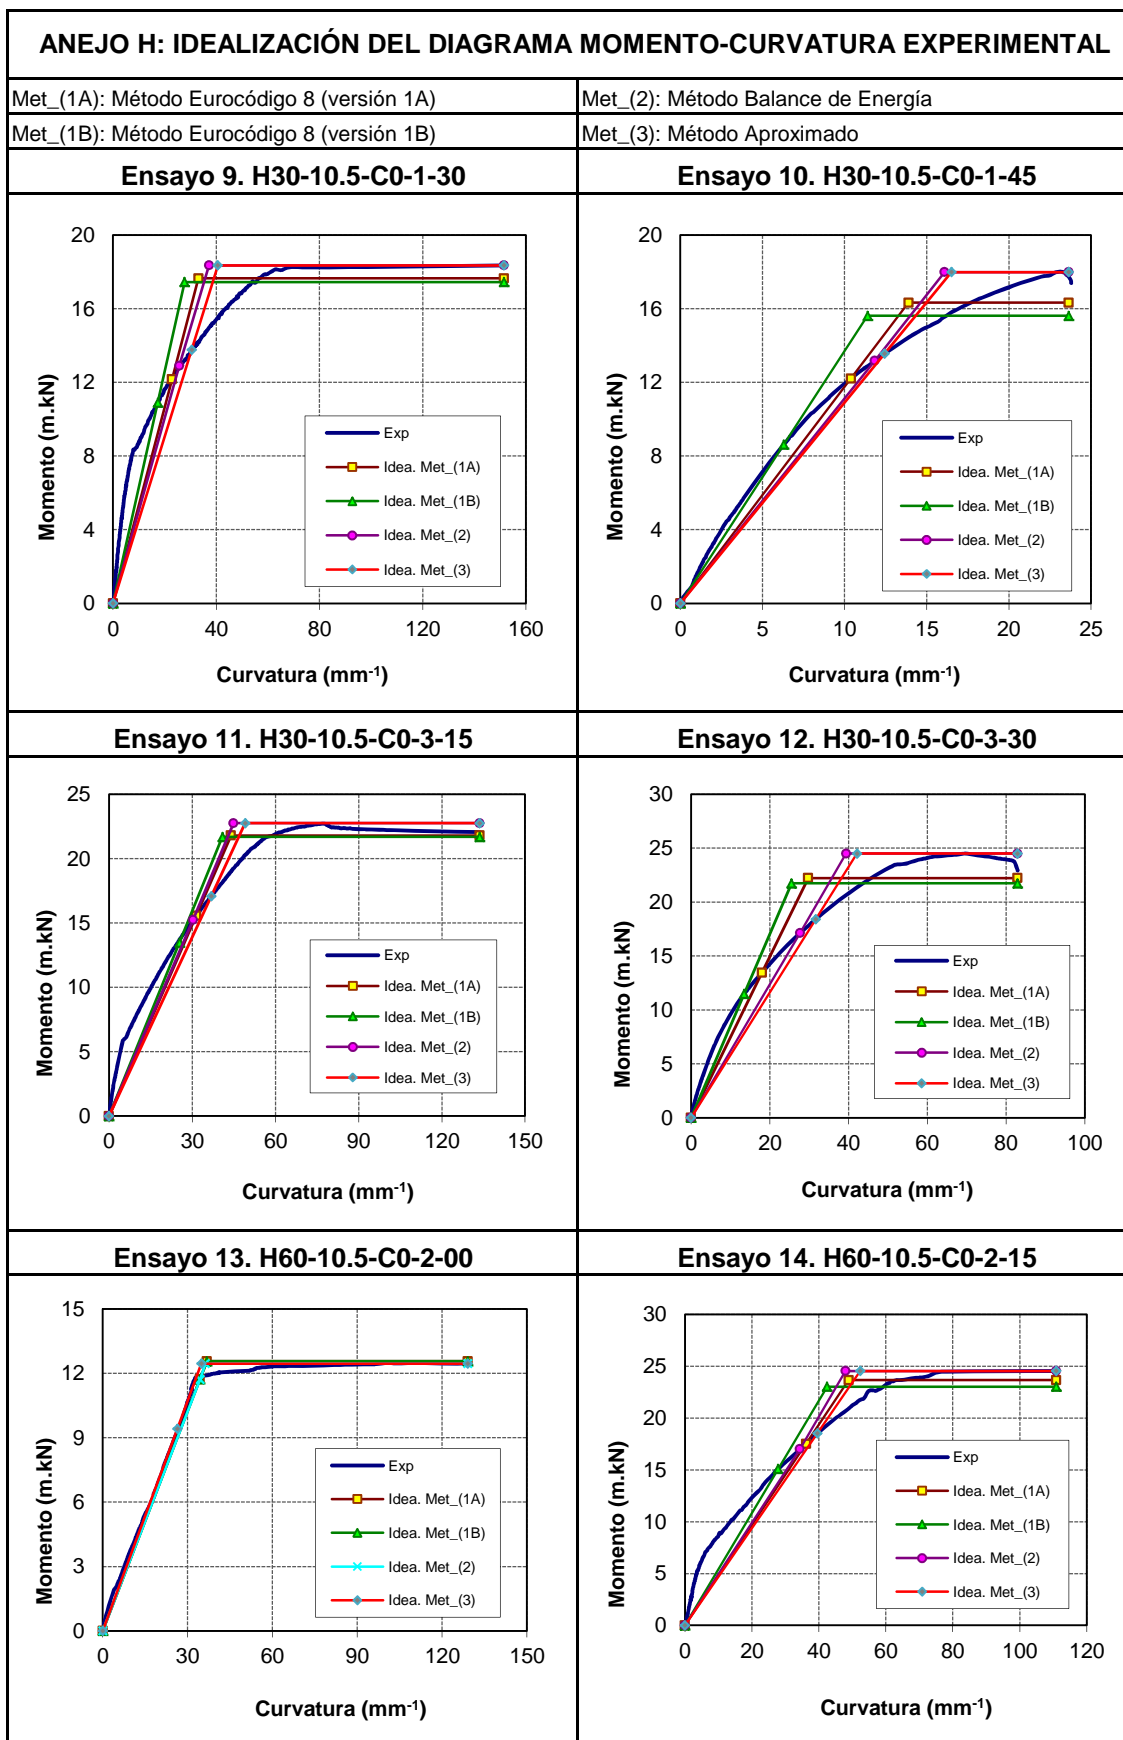 ANEJO H: IDEALIZACIÓN DEL DIAGRAMA MOMENTO-CURVATURA EXPERIMENTAL
Met_(1A): Método Eurocódigo 8 (versión 1A)
Met_(2): Método Balance de Energía
Met_(1B): Método Eurocódigo 8 (versión 1B)
Met_(3): Método Aproximado
Ensayo 9. H30-10.5-C0-1-30
20
16
12
8
4
0
Momento (m.kN)
Exp
Idea. Met_(1A)
Idea. Met_(1B)
Idea. Met_(2)
Idea. Met_(3)
0 40 80 120 160
Curvatura (mm-1)
Ensayo 10. H30-10.5-C0-1-45
20
16
12
8
4
0
Momento (m.kN)
Exp
Idea. Met_(1A)
Idea. Met_(1B)
Idea. Met_(2)
Idea. Met_(3)
0 5 10 15 20 25
Curvatura (mm-1)
Ensayo 11. H30-10.5-C0-3-15
25
20
15
10
5
0
Momento (m.kN)
Exp
Idea. Met_(1A)
Idea. Met_(1B)
Idea. Met_(2)
Idea. Met_(3)
0 30 60 90 120 150
Curvatura (mm-1)
Ensayo 12. H30-10.5-C0-3-30
30
25
20
15
10
5
0
Momento (m.kN)
Exp
Idea. Met_(1A)
Idea. Met_(1B)
Idea. Met_(2)
Idea. Met_(3)
0 20 40 60 80 100
Curvatura (mm-1)
Ensayo 13. H60-10.5-C0-2-00
15
12
9
6
3
0
Momento (m.kN)
Exp
Idea. Met_(1A)
Idea. Met_(1B)
Idea. Met_(2)
Idea. Met_(3)
0 30 60 90 120 150
Curvatura (mm-1)
Ensayo 14. H60-10.5-C0-2-15
30
25
20
15
10
5
0
Momento (m.kN)
Exp
Idea. Met_(1A)
Idea. Met_(1B)
Idea. Met_(2)
Idea. Met_(3)
0 20 40 60 80 100 120
Curvatura (mm-1)